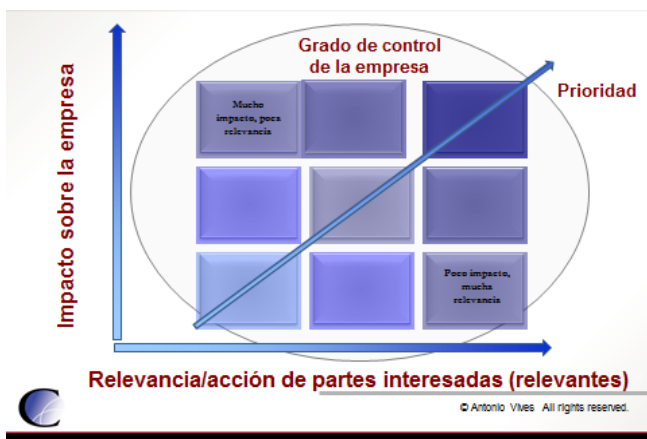 Grado de control
de la empresa
Prioridad
Impacto sobre la empresa
Mucho
impacto, poca
relevancia
Poco impacto,
mucha
relevancia
Relevancia/acción de partes interesadas (relevantes)
© Antonio Vives All rights reserved.